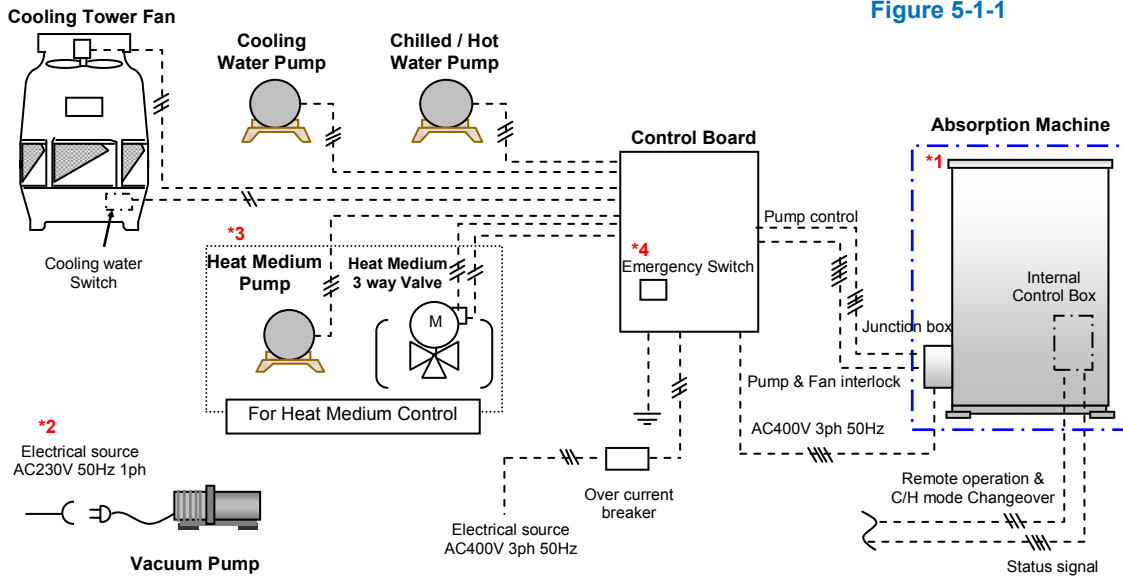 Figure 5-1-1
Cooling Tower Fan
Cooling
Water Pump
Chilled / Hot
Water Pump
Control Board
Absorption Machine
*1
Pump control
*3
*4
Emergency Switch
Cooling water
Switch
Heat Medium
Pump
Heat Medium
3 way Valve
M
Internal
Control Box
Junction box
Pump & Fan interlock
For Heat Medium Control
*2
Electrical source
AC230V 50Hz 1ph
AC400V 3ph 50Hz
Over current
breaker
Remote operation &
C/H mode Changeover
Electrical source
AC400V 3ph 50Hz
Vacuum Pump
Status signal